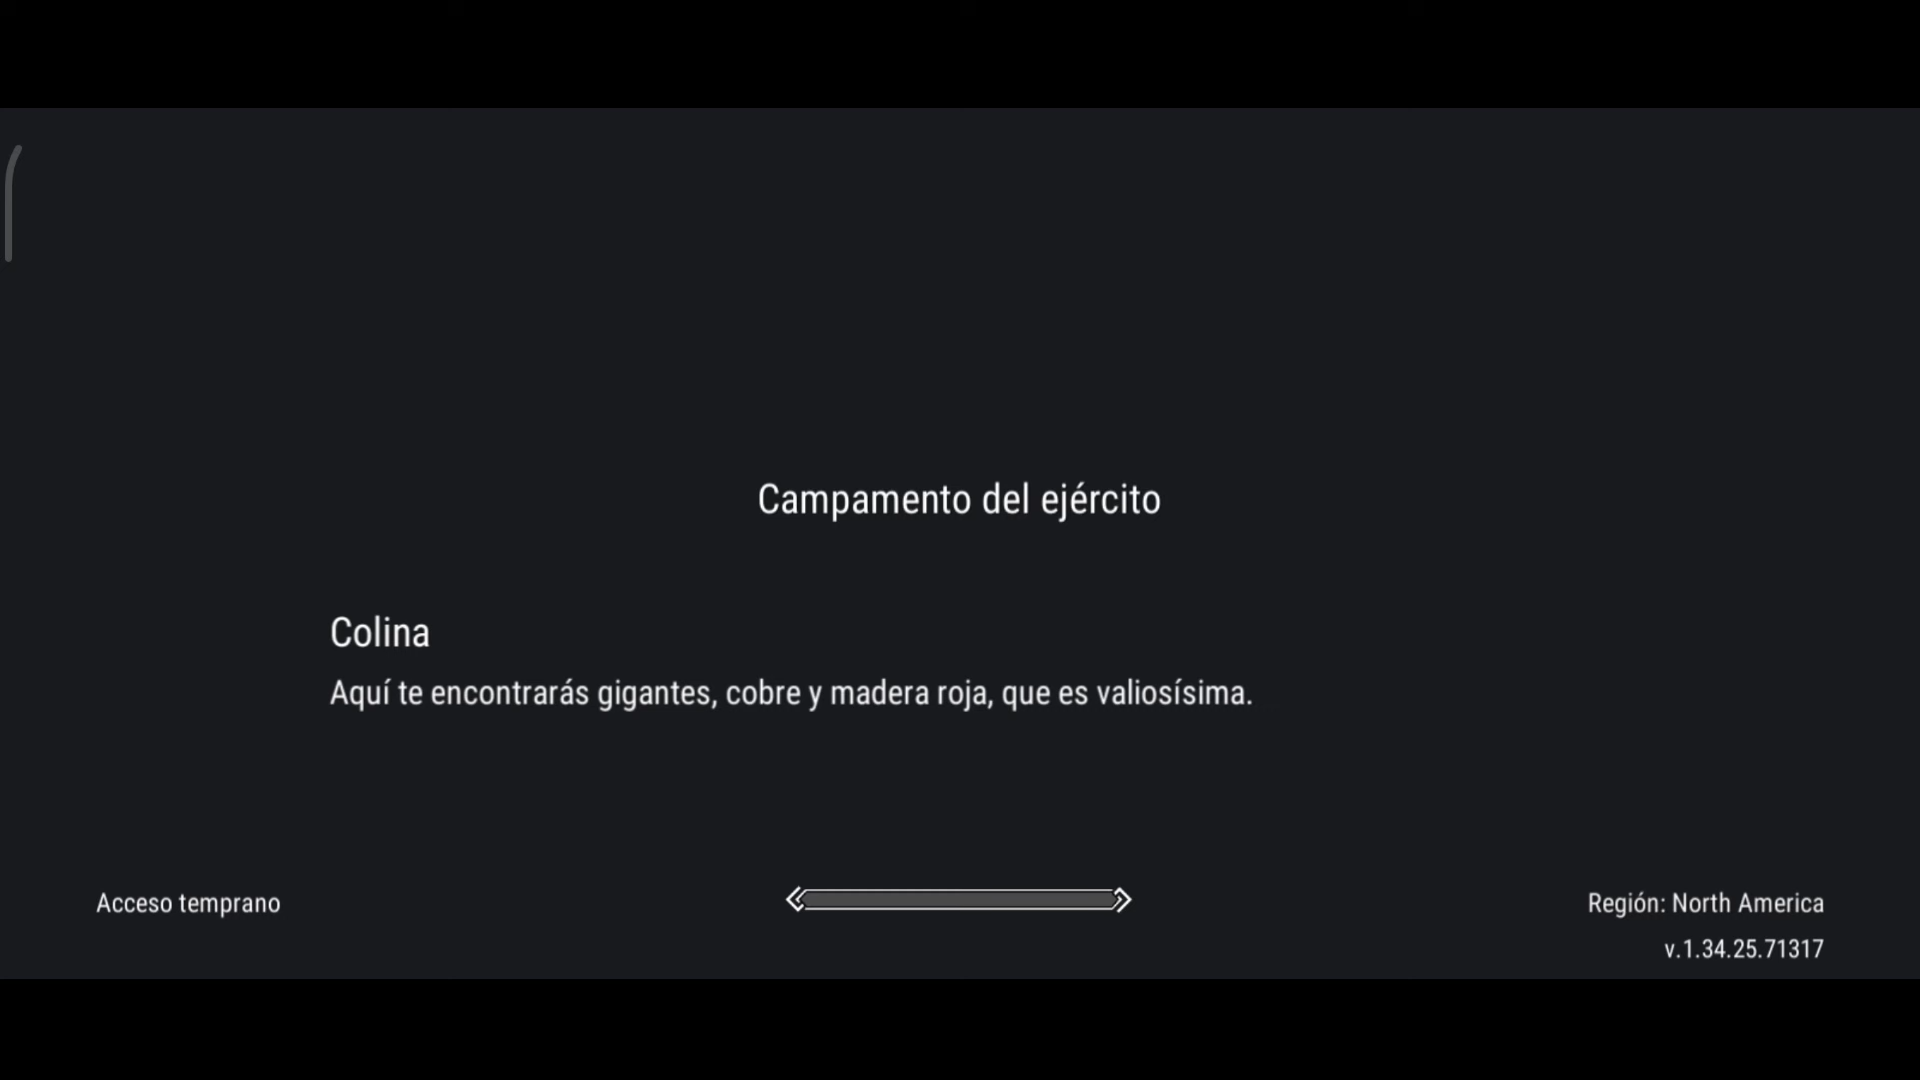 Campamento del ejército
Colina
Aquí te encontrarás gigantes, cobre y madera roja, que es valiosísima.
Acceso temprano
Región: North America
v.1.34.25.71317